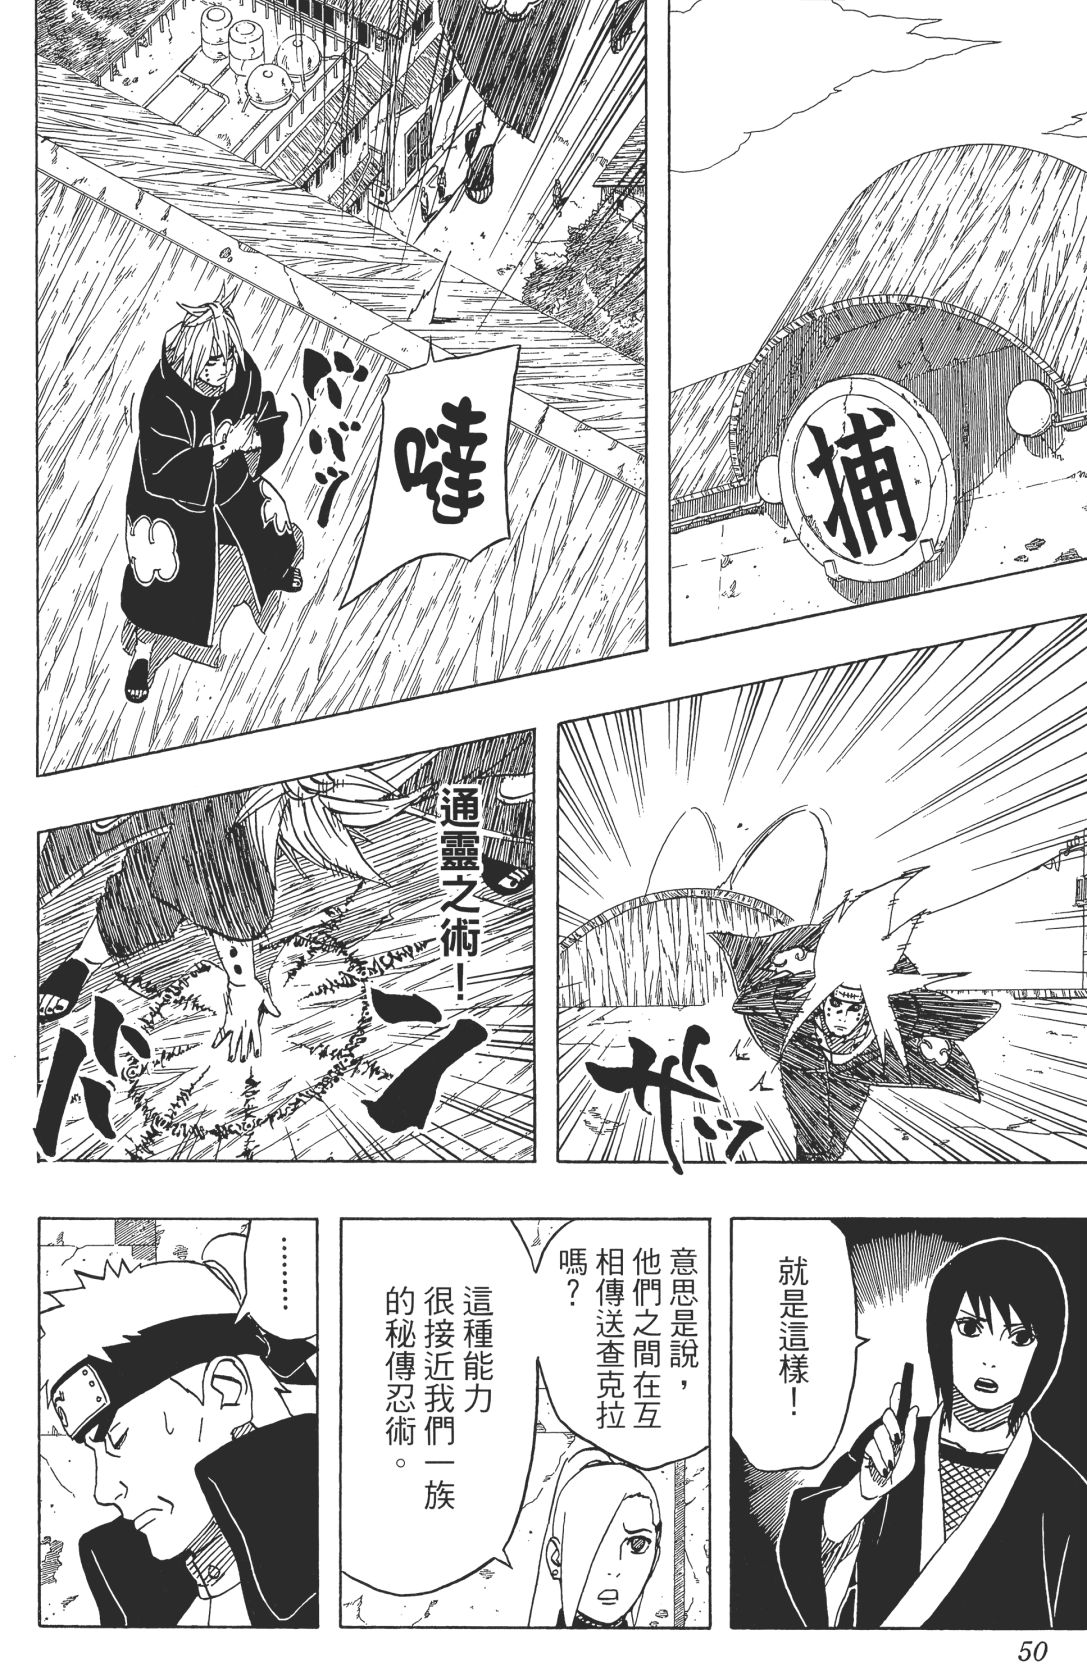 捕
ババッ
哇
ザッ
通靈之術！
バン
就是這樣！
意思是說，
他們之間在互
相傳送查克拉
嗎？
這種能力
很接近我們一族
的秘傳忍術。
………
50